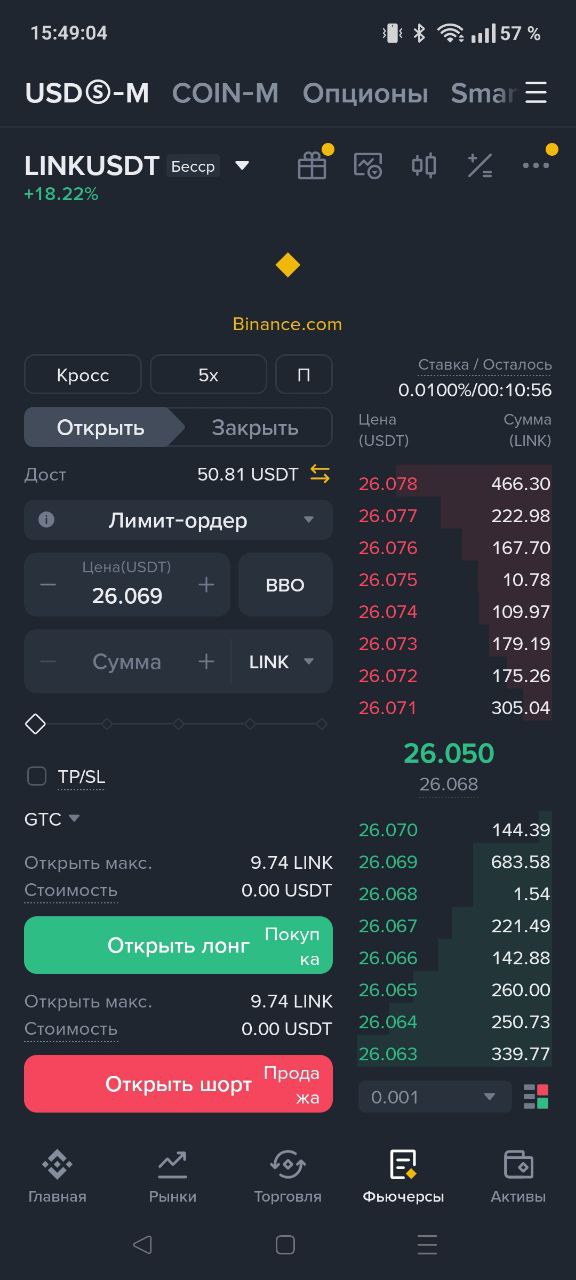 15:49:04
57 %
USDⓈ-M COIN-M Опционы Smar
LINKUSDT Бесср
+18.22%
Binance.com
Кросс 5x П
Ставка / Осталось
0.0100%/00:10:56
Открыть Закрыть
Цена (USDT)
Сумма (LINK)
Дост 50.81 USDT
Лимит-ордер
Цена(USDT)
26.069
BBO
Сумма LINK
TP/SL
GTC
Открыть макс. 9.74 LINK
Стоимость 0.00 USDT
Открыть лонг Покуп
ка
Открыть макс. 9.74 LINK
Стоимость 0.00 USDT
Открыть шорт Прода
жа
26.078 466.30
26.077 222.98
26.076 167.70
26.075 10.78
26.074 109.97
26.073 179.19
26.072 175.26
26.071 305.04
26.050
26.068
26.070 144.39
26.069 683.58
26.068 1.54
26.067 221.49
26.066 142.88
26.065 260.00
26.064 250.73
26.063 339.77
0.001
Главная Рынки Торговля Фьючерсы Активы